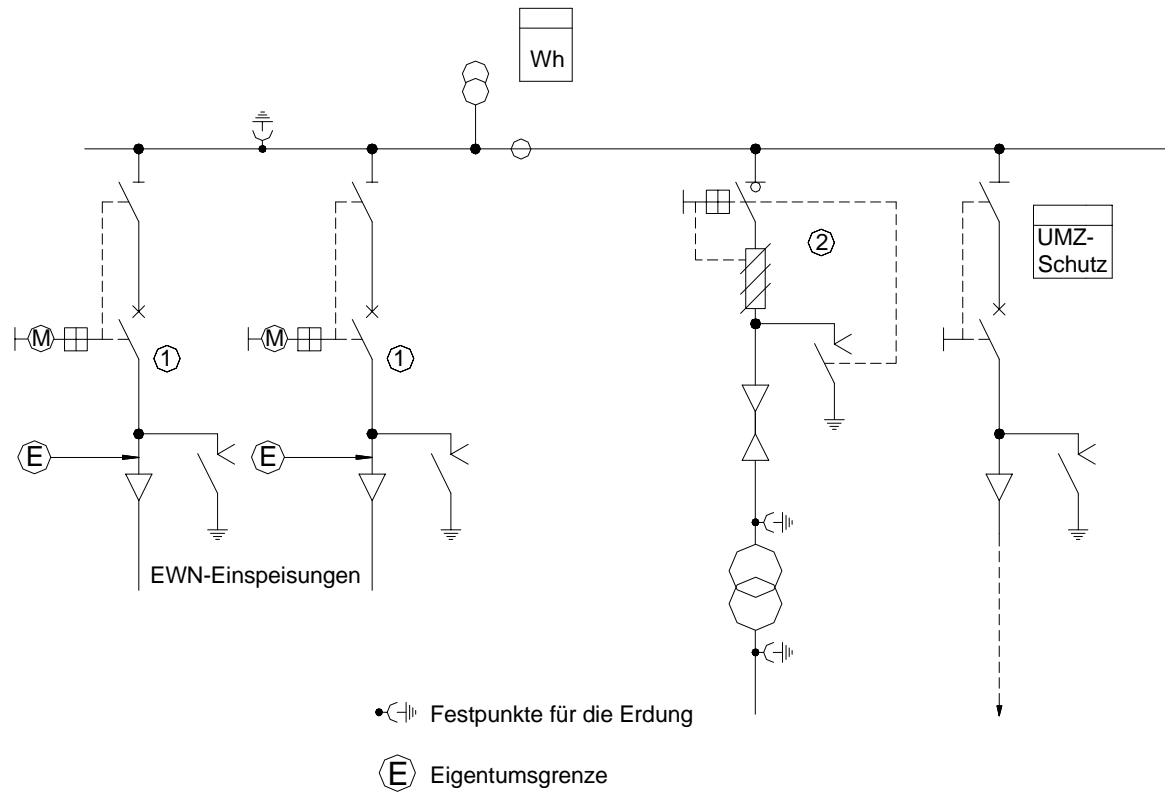 Wh
UMZ-
Schutz
2
M
M
1
1
E
E
EWN-Einspeisungen
Festpunkte für die Erdung
E Eigentumsgrenze